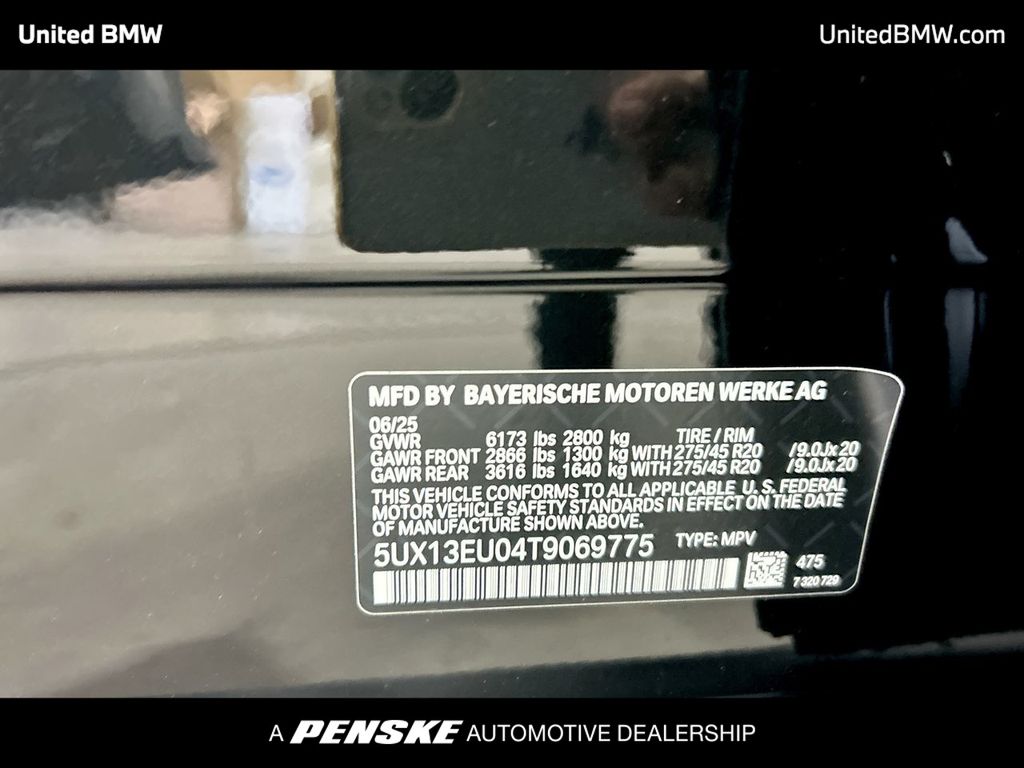 United BMW
UnitedBMW.com
MFD BY BAYERISCHE MOTOREN WERKE AG
06/25
GVWR 6173 lbs 2800 kg TIRE / RIM
GAWR FRONT 2866 lbs 1300 kg WITH 275/45 R20 / 9.0Jx20
GAWR REAR 3616 lbs 1640 kg WITH 275/45 R20 / 9.0Jx20
THIS VEHICLE CONFORMS TO ALL APPLICABLE U. S. FEDERAL
MOTOR VEHICLE SAFETY STANDARDS IN EFFECT ON THE DATE
OF MANUFACTURE SHOWN ABOVE.
5UX13EU04T9069775 TYPE: MPV
475
7 320 729
A PENSKE AUTOMOTIVE DEALERSHIP